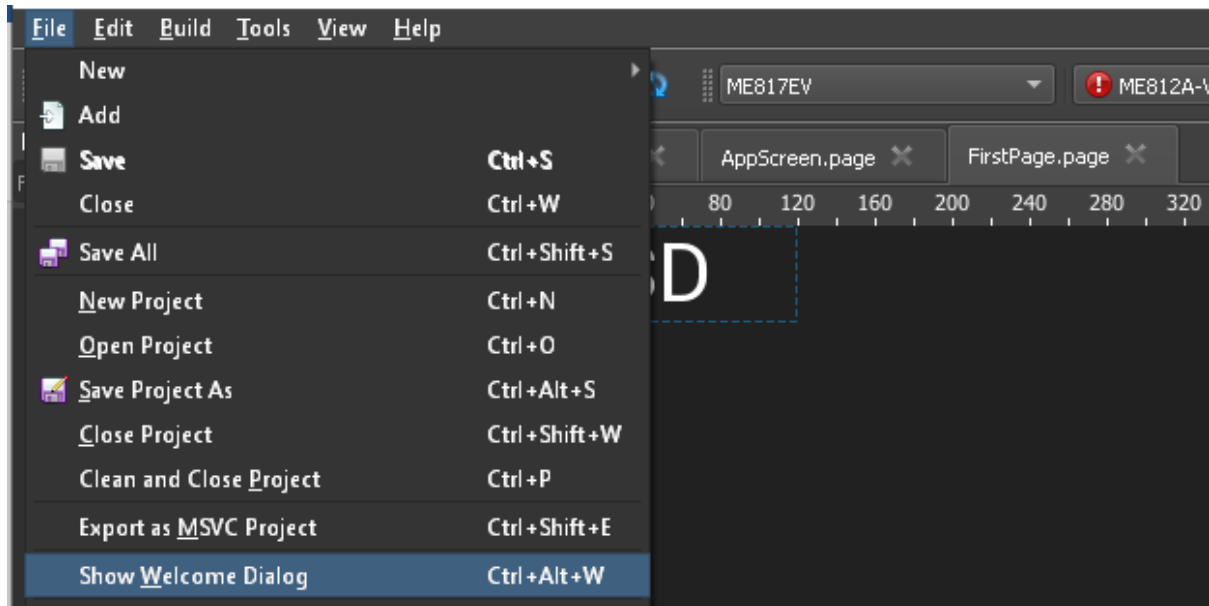 File Edit Build Tools View Help
New
ME817EV
Add
Save Ctrl+S
AppScreen.page
FirstPage.page
Close Ctrl+W
80 120 160 200 240 280 320
Save All Ctrl+Shift+S
D
New Project Ctrl+N
Open Project Ctrl+O
Save Project As Ctrl+Alt+S
Close Project Ctrl+Shift+W
Clean and Close Project Ctrl+P
Export as MSVC Project Ctrl+Shift+E
Show Welcome Dialog Ctrl+Alt+W